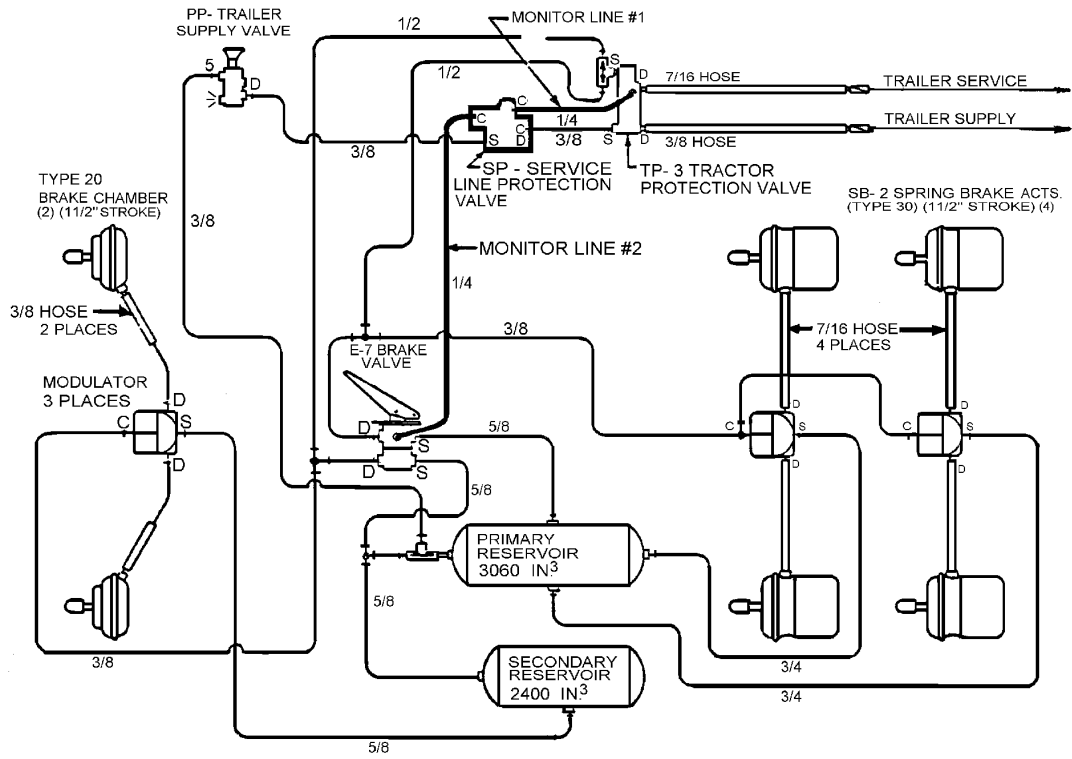 PP- TRAILER
SUPPLY VALVE
1/2
MONITOR LINE #1
5
D
1/2
S
D
7/16 HOSE
TRAILER SERVICE
C
C
1/4
TRAILER SUPPLY
C
3/8
S
D
3/8
S
D
3/8 HOSE
SP - SERVICE
LINE PROTECTION
VALVE
TP- 3 TRACTOR
PROTECTION VALVE
TYPE 20
BRAKE CHAMBER
(2) (11/2" STROKE)
SB- 2 SPRING BRAKE ACTS.
(TYPE 30) (11/2" STROKE) (4)
3/8
MONITOR LINE #2
1/4
3/8 HOSE
2 PLACES
3/8
7/16 HOSE
4 PLACES
E-7 BRAKE
VALVE
MODULATOR
3 PLACES
D
C
S
D
D
S
D
S
5/8
5/8
D
C
S
D
D
C
S
D
PRIMARY
RESERVOIR
3060 IN.3
5/8
3/8
SECONDARY
RESERVOIR
2400 IN.3
3/4
3/4
5/8